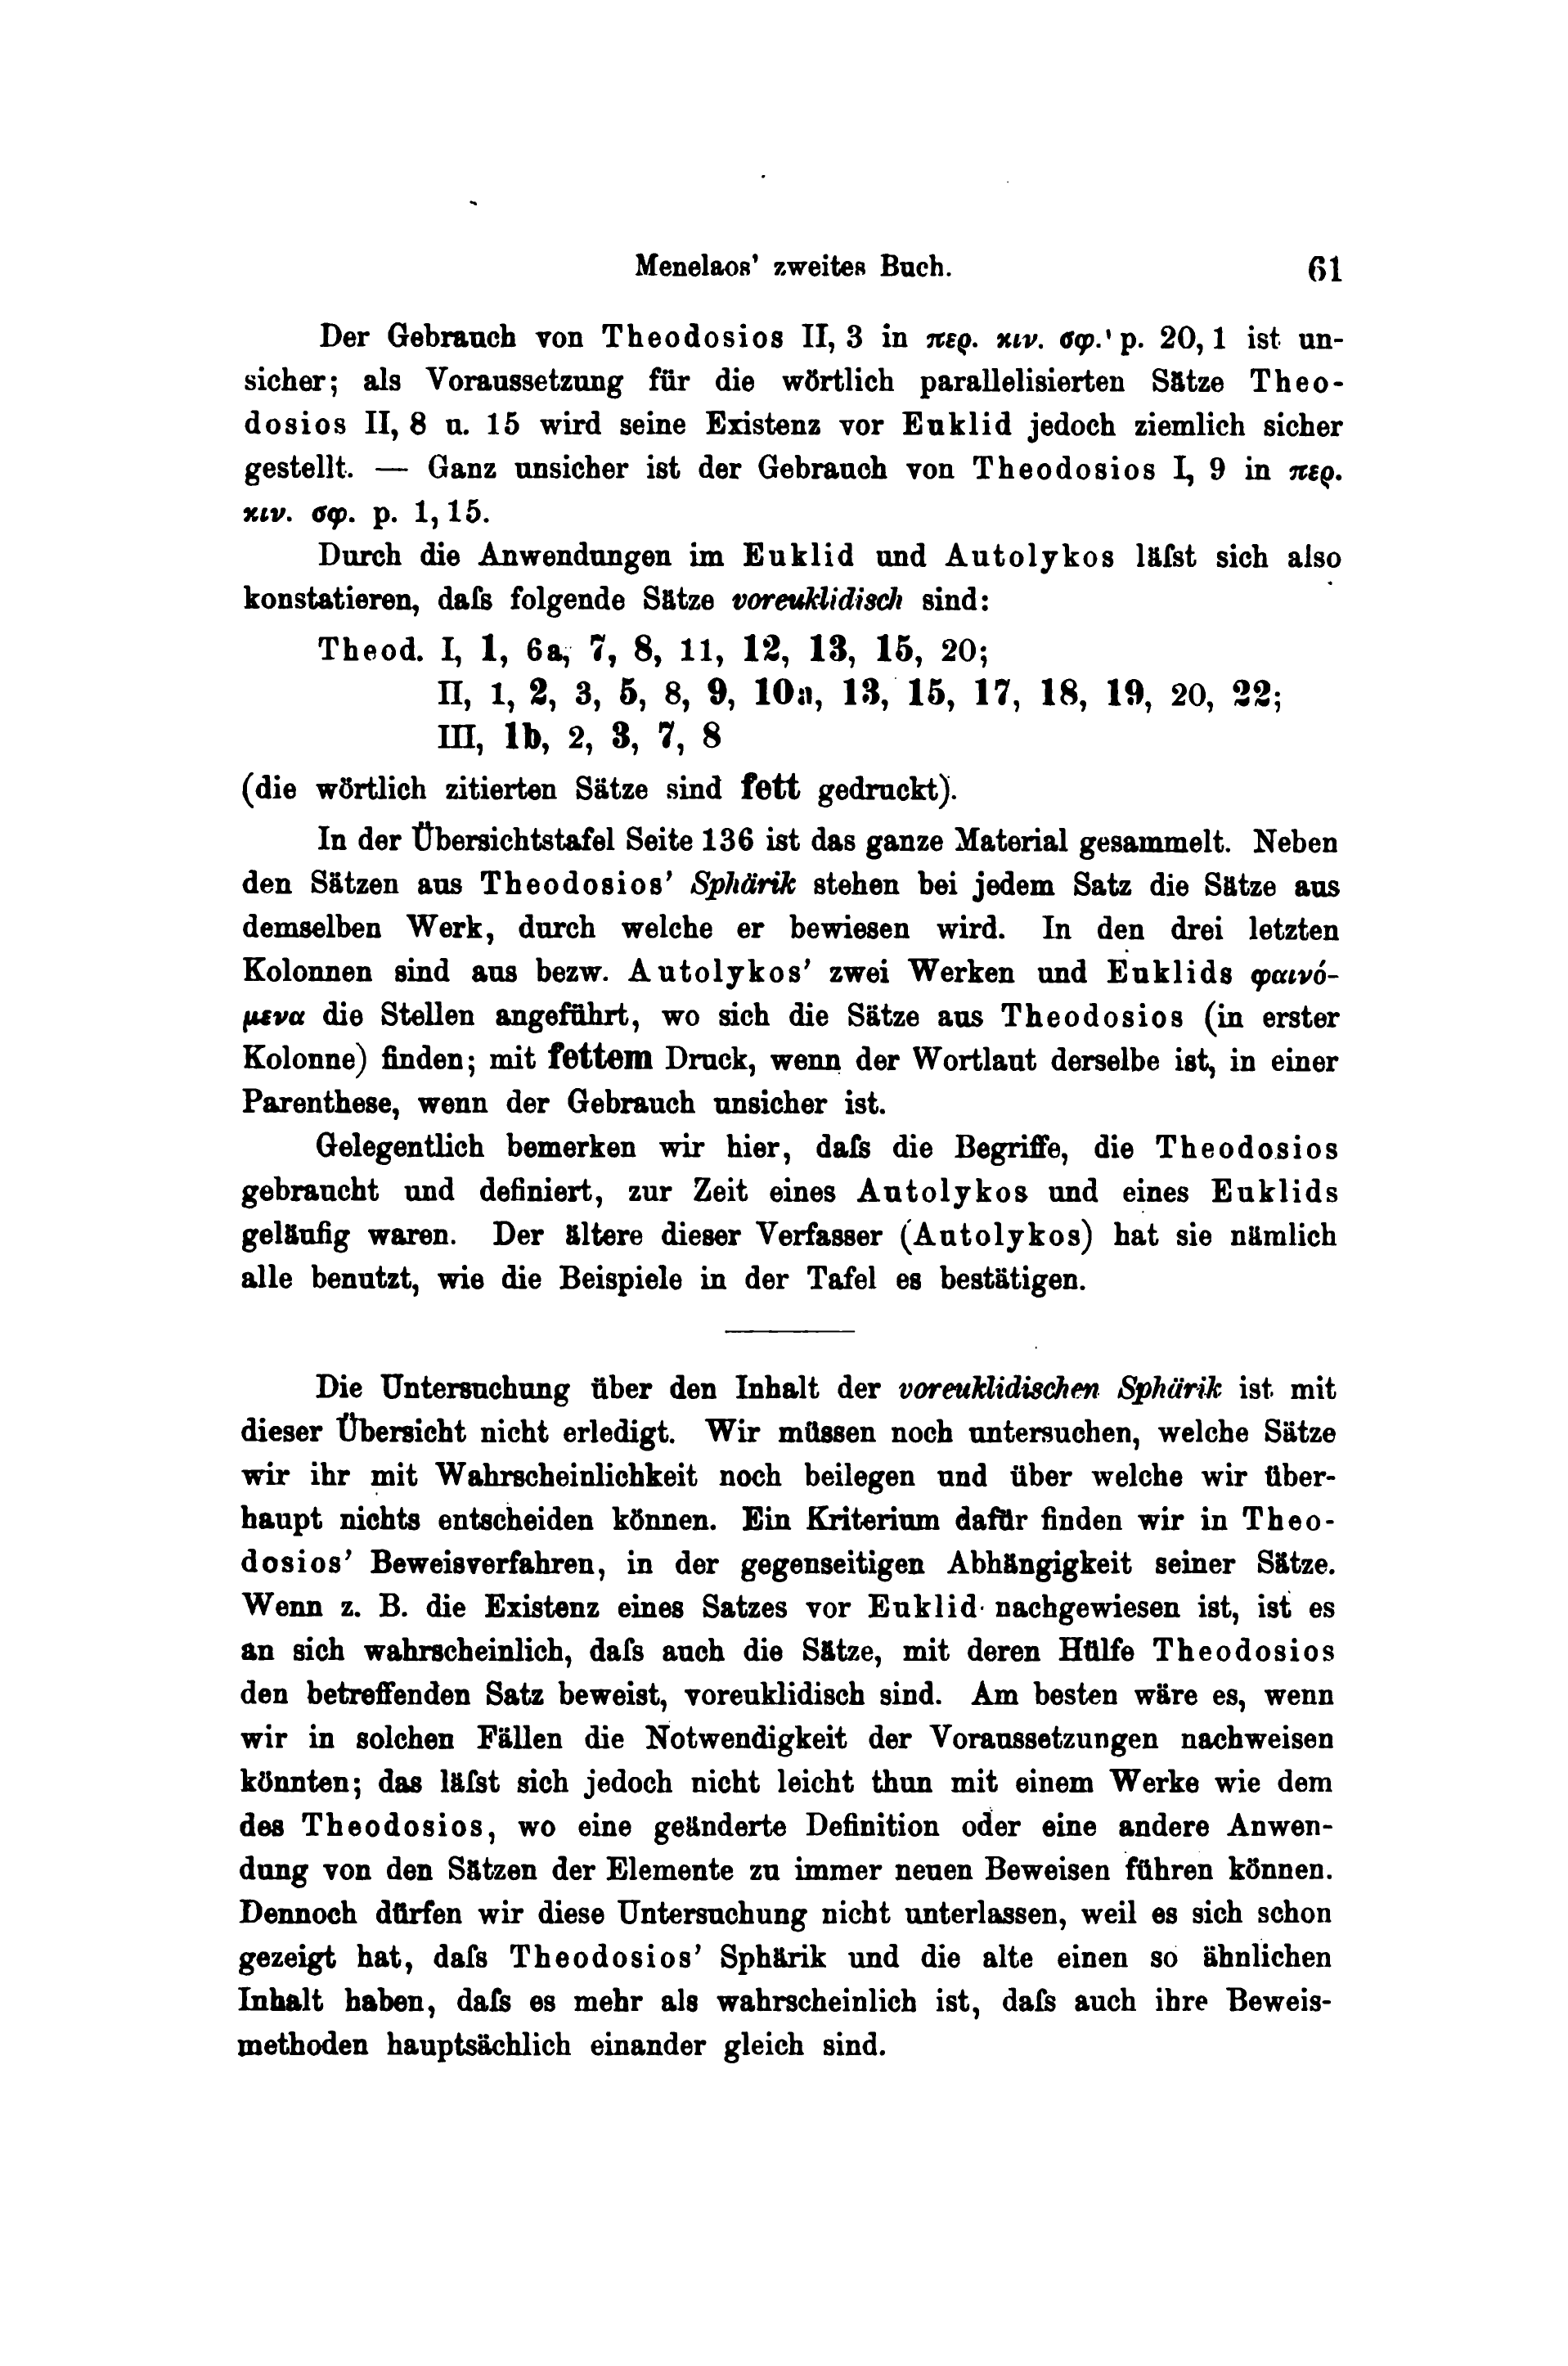 Menelaos' zweites Buch. 61
Der Gebrauch von Theodosios II, 3 in περ. κιν. σφ. p. 20, 1 ist un-
sicher; als Voraussetzung für die wörtlich parallelisierten Sätze Theo-
dosios II, 8 u. 15 wird seine Existenz vor Euklid jedoch ziemlich sicher
gestellt. — Ganz unsicher ist der Gebrauch von Theodosios I, 9 in περ.
κιν. σφ. p. 1, 15.
Durch die Anwendungen im Euklid und Autolykos läſst sich also
konstatieren, daſs folgende Sätze voreuklidisch sind:
Theod. I, 1, 6a, 7, 8, 11, 12, 13, 15, 20;
II, 1, 2, 3, 5, 8, 9, 10a, 13, 15, 17, 18, 19, 20, 22;
III, 1b, 2, 3, 7, 8
(die wörtlich zitierten Sätze sind fett gedruckt).
In der Übersichtstafel Seite 136 ist das ganze Material gesammelt. Neben
den Sätzen aus Theodosios' Sphärik stehen bei jedem Satz die Sätze aus
demselben Werk, durch welche er bewiesen wird. In den drei letzten
Kolonnen sind aus bezw. Autolykos' zwei Werken und Euklids φαινό-
μενα die Stellen angeführt, wo sich die Sätze aus Theodosios (in erster
Kolonne) finden; mit fettem Druck, wenn der Wortlaut derselbe ist, in einer
Parenthese, wenn der Gebrauch unsicher ist.
Gelegentlich bemerken wir hier, daſs die Begriffe, die Theodosios
gebraucht und definiert, zur Zeit eines Autolykos und eines Euklids
geläufig waren. Der ältere dieser Verfasser (Autolykos) hat sie nämlich
alle benutzt, wie die Beispiele in der Tafel es bestätigen.
Die Untersuchung über den Inhalt der voreuklidischen Sphärik ist mit
dieser Übersicht nicht erledigt. Wir müssen noch untersuchen, welche Sätze
wir ihr mit Wahrscheinlichkeit noch beilegen und über welche wir über-
haupt nichts entscheiden können. Ein Kriterium dafür finden wir in Theo-
dosios' Beweisverfahren, in der gegenseitigen Abhängigkeit seiner Sätze.
Wenn z. B. die Existenz eines Satzes vor Euklid nachgewiesen ist, ist es
an sich wahrscheinlich, daſs auch die Sätze, mit deren Hülfe Theodosios
den betreffenden Satz beweist, voreuklidisch sind. Am besten wäre es, wenn
wir in solchen Fällen die Notwendigkeit der Voraussetzungen nachweisen
könnten; das läſst sich jedoch nicht leicht thun mit einem Werke wie dem
des Theodosios, wo eine geänderte Definition oder eine andere Anwen-
dung von den Sätzen der Elemente zu immer neuen Beweisen führen können.
Dennoch dürfen wir diese Untersuchung nicht unterlassen, weil es sich schon
gezeigt hat, daſs Theodosios' Sphärik und die alte einen so ähnlichen
Inhalt haben, daſs es mehr als wahrscheinlich ist, daſs auch ihre Beweis-
methoden hauptsächlich einander gleich sind.